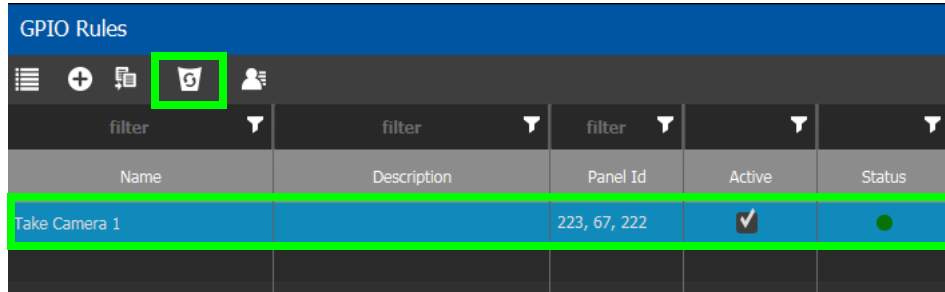 GPIO Rules
filter filter filter
Name Description Panel Id Active Status
Take Camera 1 223, 67, 222